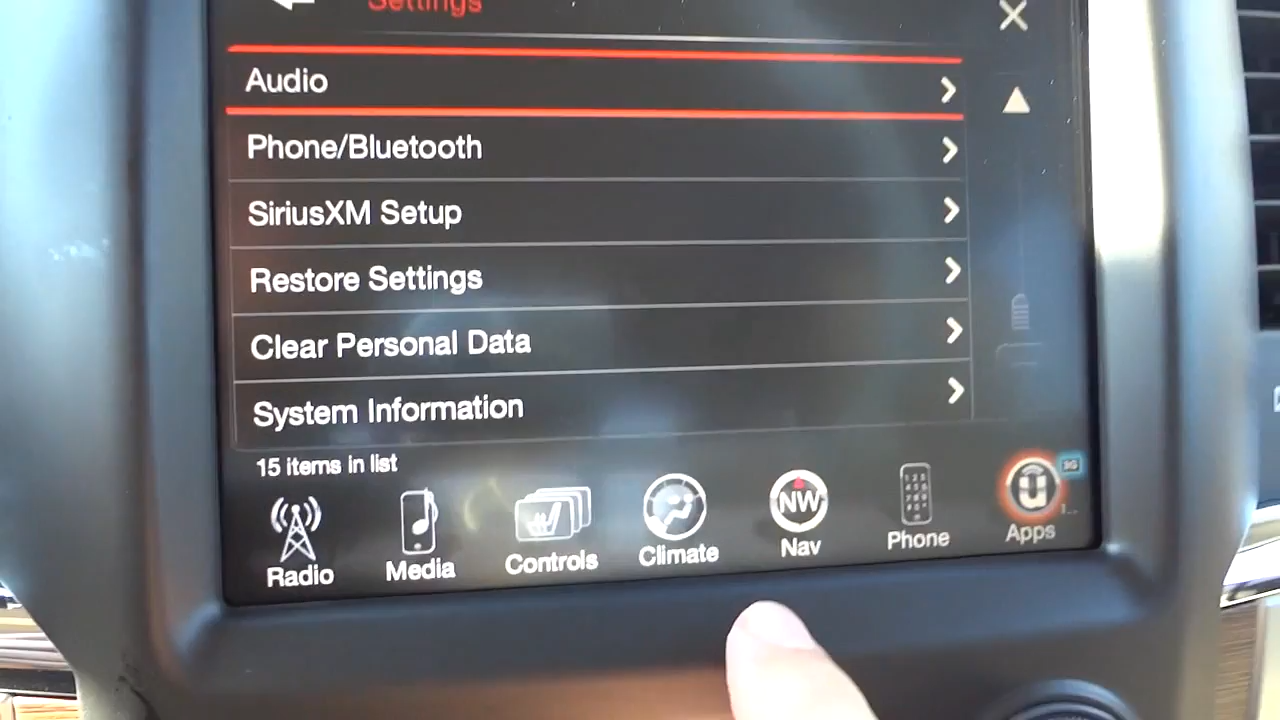 Settings
Audio
Phone/Bluetooth
SiriusXM Setup
Restore Settings
Clear Personal Data
System Information
15 items in list
Radio
Media
Controls
Climate
NW
Nav
Phone
3G
Apps